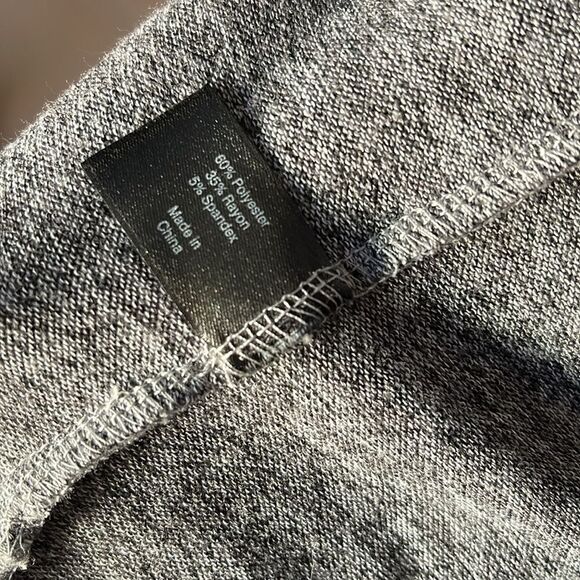 60% Polyester
35% Rayon
5% Spandex
Made in
China